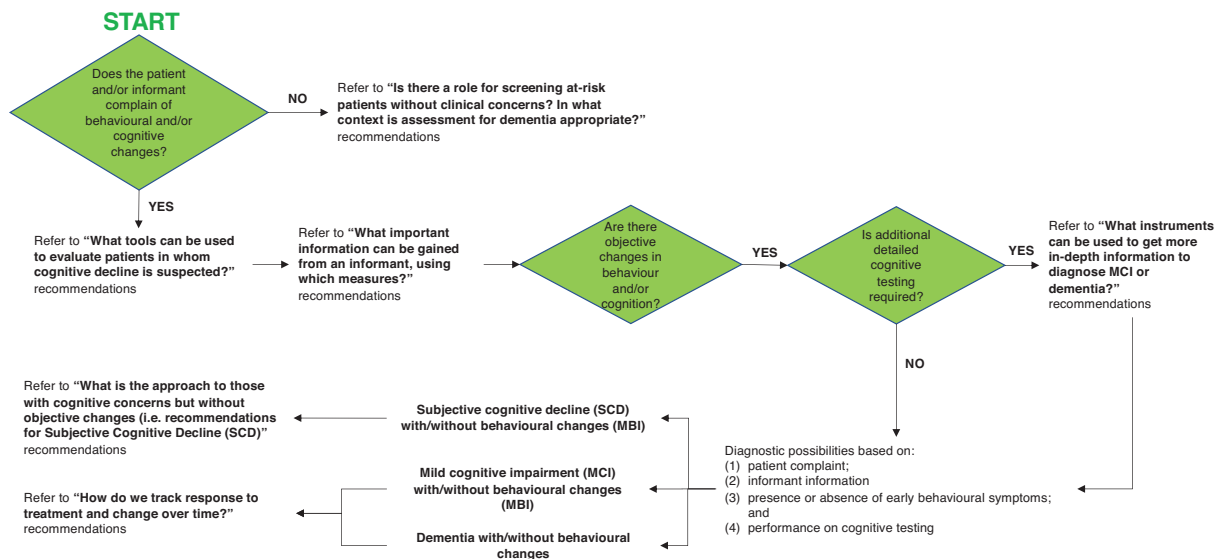 START
Does the patient
and/or informant
complain of
behavioural and/or
cognitive
changes?
NO
Refer to “Is there a role for screening at-risk
patients without clinical concerns? In what
context is assessment for dementia appropriate?”
recommendations
YES
Refer to “What tools can be used
to evaluate patients in whom
cognitive decline is suspected?”
recommendations
Refer to “What important
information can be gained
from an informant, using
which measures?”
recommendations
Are there
objective
changes in
behaviour
and/or
cognition?
YES
Is additional
detailed
cognitive
testing
required?
YES
Refer to “What instruments
can be used to get more
in-depth information to
diagnose MCI or
dementia?”
recommendations
NO
Diagnostic possibilities based on:
(1) patient complaint;
(2) informant information
(3) presence or absence of early behavioural symptoms;
and
(4) performance on cognitive testing
Subjective cognitive decline (SCD)
with/without behavioural changes (MBI)
Mild cognitive impairment (MCI)
with/without behavioural changes
(MBI)
Dementia with/without behavioural
changes
Refer to “What is the approach to those
with cognitive concerns but without
objective changes (i.e. recommendations
for Subjective Cognitive Decline (SCD)”
recommendations
Refer to “How do we track response to
treatment and change over time?”
recommendations